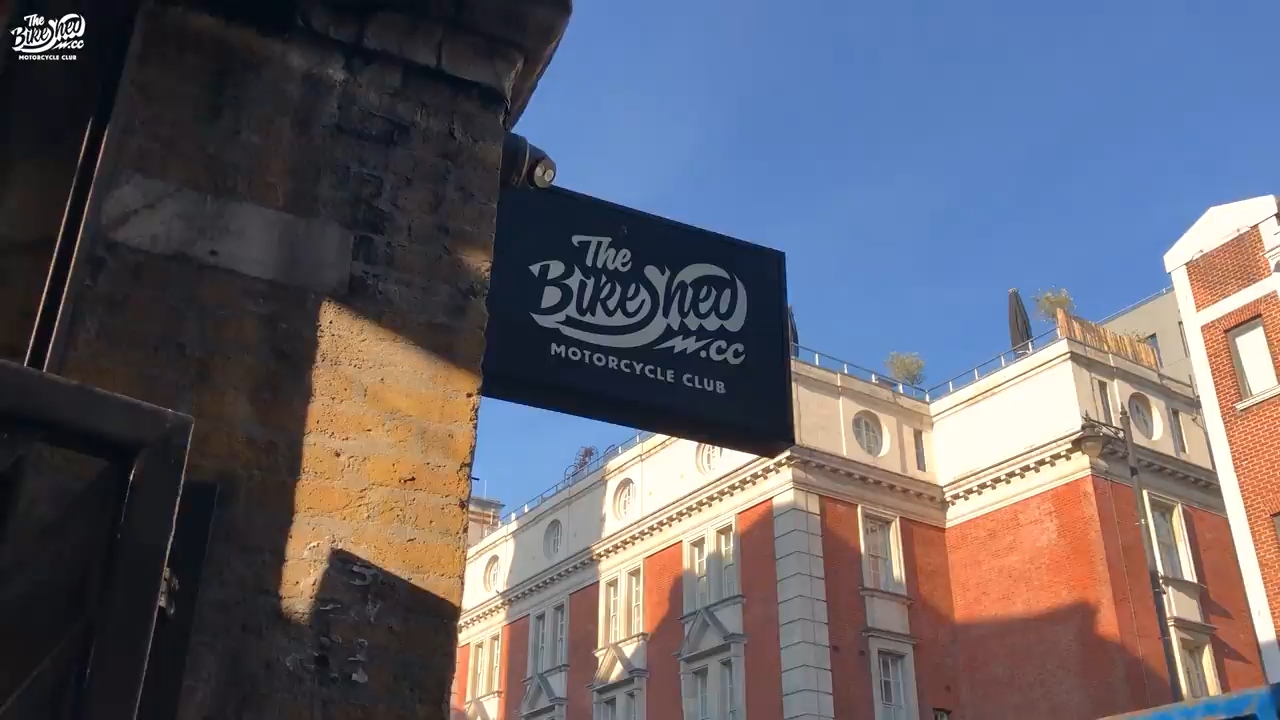 The
BikeShed
.cc
MOTORCYCLE CLUB
The
BikeShed
.cc
MOTORCYCLE CLUB